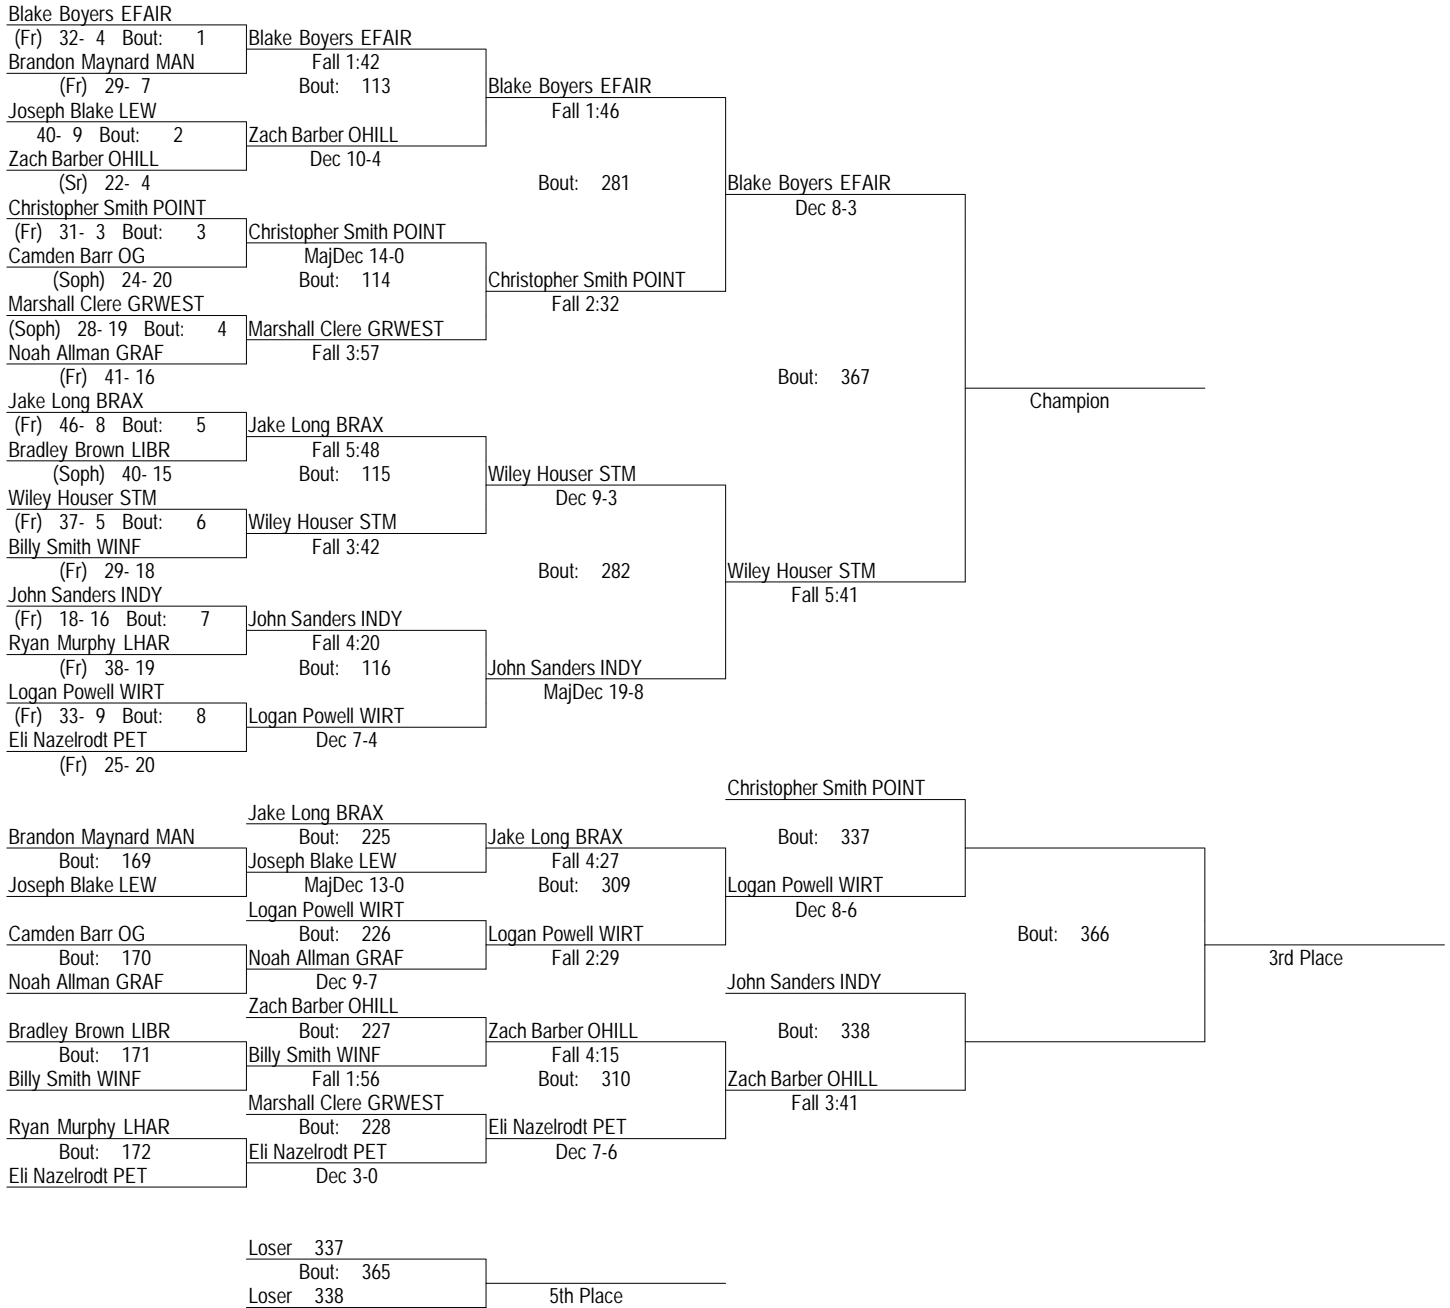 Blake Boyers EFAIR
(Fr) 32- 4 Bout: 1
Brandon Maynard MAN
(Fr) 29- 7
Joseph Blake LEW
40- 9 Bout: 2
Zach Barber OHILL
(Sr) 22- 4
Christopher Smith POINT
(Fr) 31- 3 Bout: 3
Camden Barr OG
(Soph) 24- 20
Marshall Clere GRWEST
(Soph) 28- 19 Bout: 4
Noah Allman GRAF
(Fr) 41- 16
Jake Long BRAX
(Fr) 46- 8 Bout: 5
Bradley Brown LIBR
(Soph) 40- 15
Wiley Houser STM
(Fr) 37- 5 Bout: 6
Billy Smith WINF
(Fr) 29- 18
John Sanders INDY
(Fr) 18- 16 Bout: 7
Ryan Murphy LHAR
(Fr) 38- 19
Logan Powell WIRT
(Fr) 33- 9 Bout: 8
Eli Nazelrodt PET
(Fr) 25- 20
Blake Boyers EFAIR
Fall 1:42
Bout: 113
Zach Barber OHILL
Dec 10-4
Christopher Smith POINT
MajDec 14-0
Bout: 114
Marshall Clere GRWEST
Fall 3:57
Jake Long BRAX
Fall 5:48
Bout: 115
Wiley Houser STM
Fall 3:42
John Sanders INDY
Fall 4:20
Bout: 116
Logan Powell WIRT
Dec 7-4
Blake Boyers EFAIR
Fall 1:46
Bout: 281
Christopher Smith POINT
Fall 2:32
Wiley Houser STM
Dec 9-3
Bout: 282
John Sanders INDY
MajDec 19-8
Blake Boyers EFAIR
Dec 8-3
Bout: 367
Wiley Houser STM
Fall 5:41
Champion
Brandon Maynard MAN
Bout: 169
Joseph Blake LEW
Camden Barr OG
Bout: 170
Noah Allman GRAF
Bradley Brown LIBR
Bout: 171
Billy Smith WINF
Ryan Murphy LHAR
Bout: 172
Eli Nazelrodt PET
Jake Long BRAX
Bout: 225
Joseph Blake LEW
MajDec 13-0
Logan Powell WIRT
Bout: 226
Noah Allman GRAF
Dec 9-7
Zach Barber OHILL
Bout: 227
Billy Smith WINF
Fall 1:56
Marshall Clere GRWEST
Bout: 228
Eli Nazelrodt PET
Dec 3-0
Jake Long BRAX
Fall 4:27
Bout: 309
Logan Powell WIRT
Fall 2:29
Zach Barber OHILL
Fall 4:15
Bout: 310
Eli Nazelrodt PET
Dec 7-6
Christopher Smith POINT
Bout: 337
Logan Powell WIRT
Dec 8-6
John Sanders INDY
Bout: 338
Zach Barber OHILL
Fall 3:41
Bout: 366
3rd Place
Loser 337
Bout: 365
Loser 338
5th Place